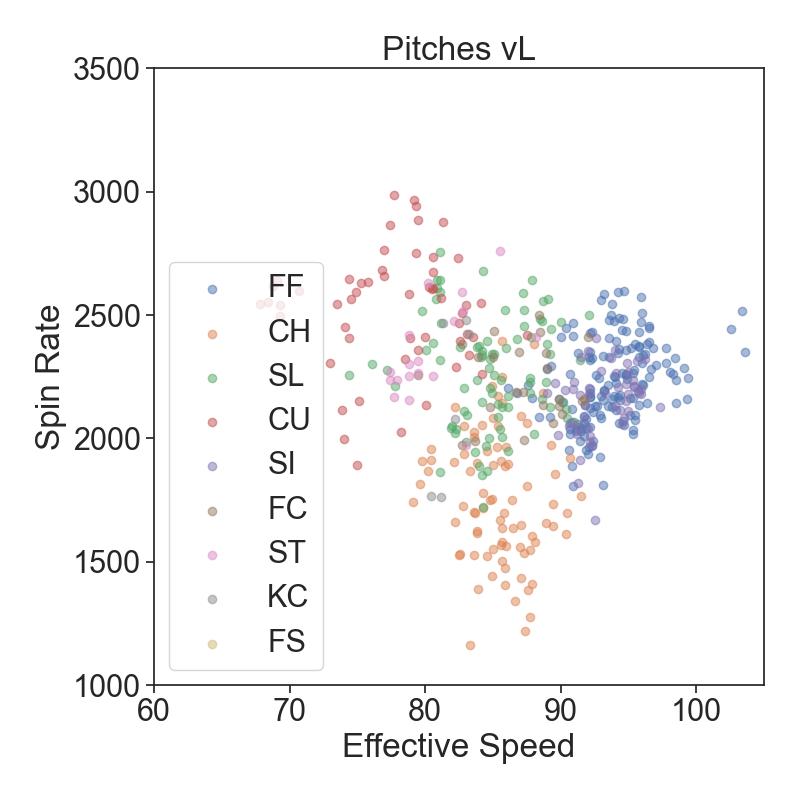 Pitches vL
3500
3000
2500
2000
1500
1000
Spin Rate
FF
CH
SL
CU
SI
FC
ST
KC
FS
60 70 80 90 100
Effective Speed